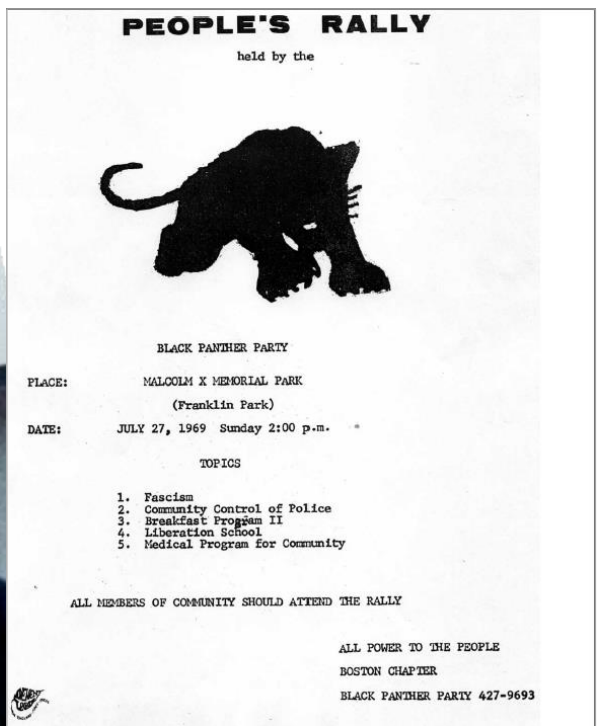 PEOPLE'S RALLY
held by the
BLACK PANTHER PARTY
PLACE: MALCOLM X MEMORIAL PARK
(Franklin Park)
DATE: JULY 27, 1969 Sunday 2:00 p.m.
TOPICS
1. Fascism
2. Community Control of Police
3. Breakfast Program II
4. Liberation School
5. Medical Program for Community
ALL MEMBERS OF COMMUNITY SHOULD ATTEND THE RALLY
ALL POWER TO THE PEOPLE
BOSTON CHAPTER
BLACK PANTHER PARTY 427-9693